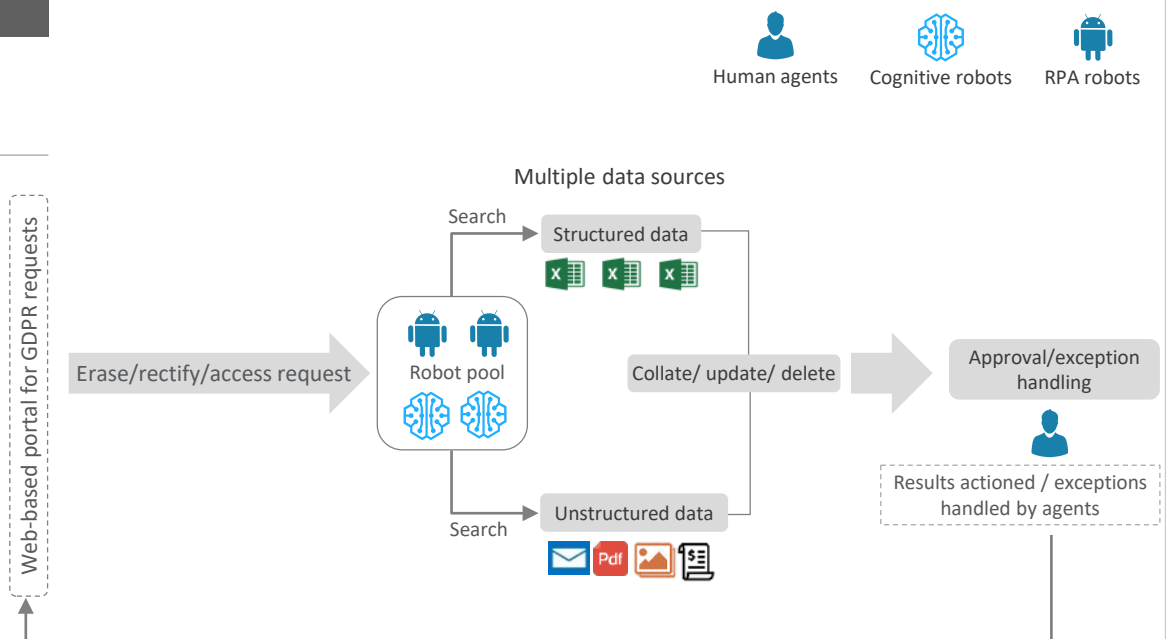 Human agents
Cognitive robots
RPA robots
Multiple data sources
Web-based portal for GDPR requests
Search
Structured data
Erase/rectify/access request
Robot pool
Collate/ update/ delete
Approval/exception
handling
Results actioned / exceptions
handled by agents
Unstructured data
Search
Pdf